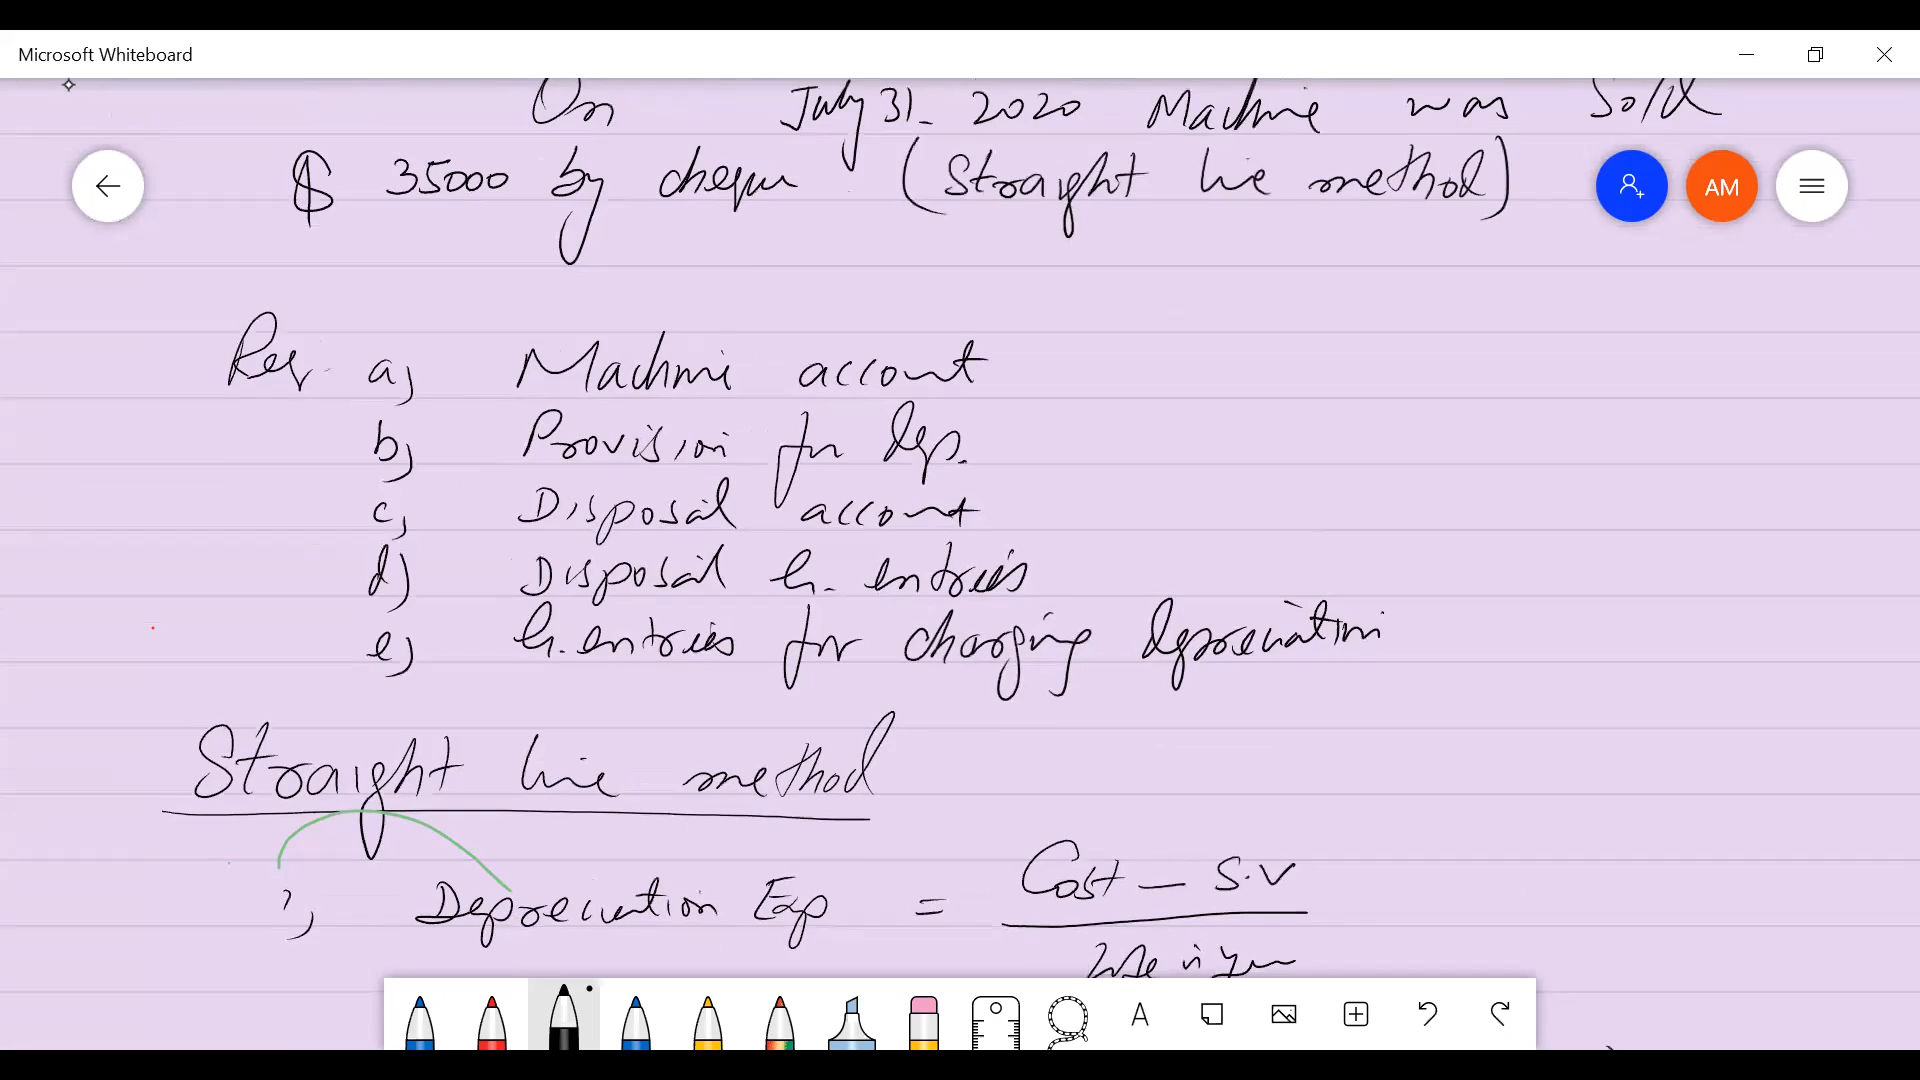 Microsoft Whiteboard
On July 31. 2020 Machine was Sold
$ 35000 by cheque (Straight line method)
AM
Req. a) Machine account
b) Provision for dep.
c) Disposal account
d) Disposal G. entries
e) G. entries for charging depreciation
Straight line method
Depreciation Exp = Cost – S.V
Life in year
A